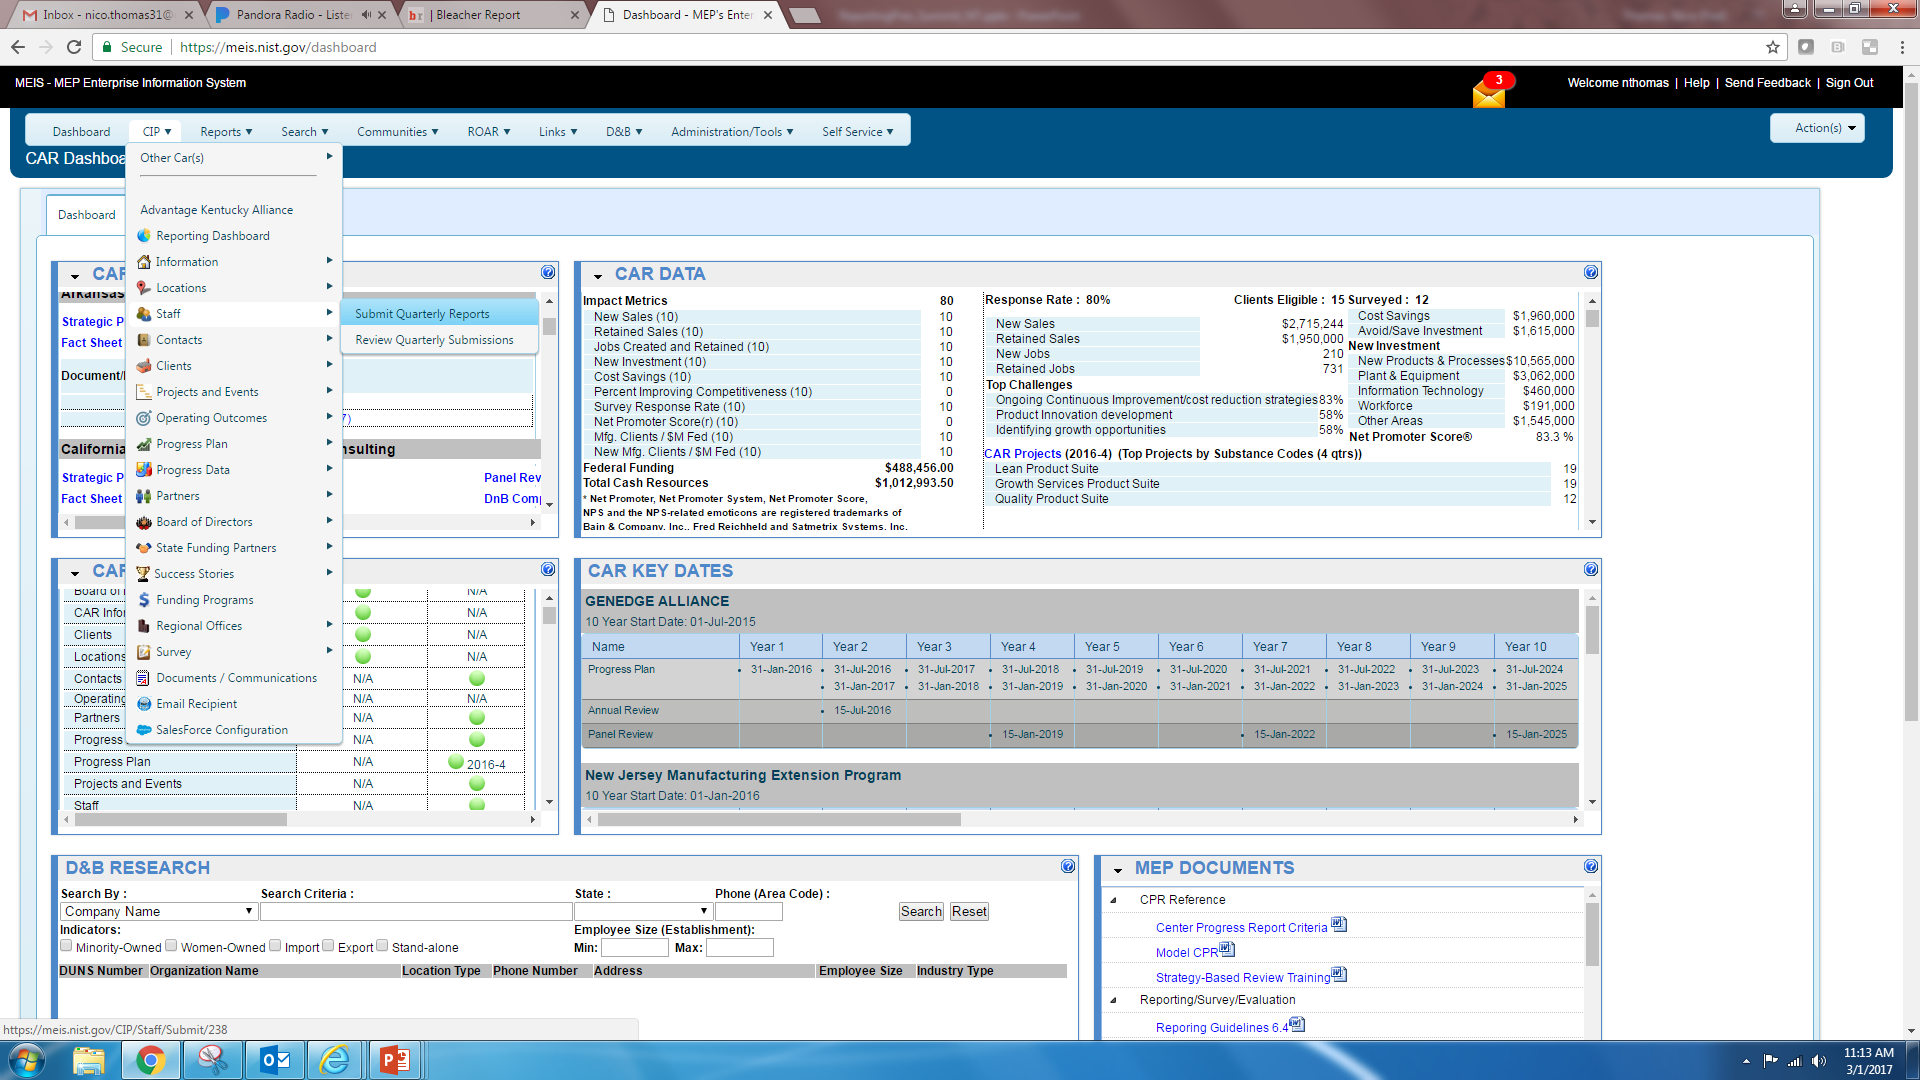 Inbox - nico.thomas31@
Pandora Radio - Lister
| Bleacher Report
Dashboard - MEP's Enter
Secure
https://meis.nist.gov/dashboard
MEIS - MEP Enterprise Information System
3
Welcome nthomas | Help | Send Feedback | Sign Out
Dashboard CIP▼ Reports▼ Search▼ Communities▼ ROAR▼ Links▼ D&B▼ Administration/Tools▼ Self Service▼
Action(s)
CAR Dashboa
Other Car(s)
Advantage Kentucky Alliance
Reporting Dashboard
Information
Locations
Staff
Contacts
Clients
Projects and Events
Operating Outcomes
Progress Plan
Progress Data
Partners
Board of Directors
State Funding Partners
Success Stories
Funding Programs
Regional Offices
Survey
Documents / Communications
Email Recipient
SalesForce Configuration
Submit Quarterly Reports
Review Quarterly Submissions
Dashboard
CAR
Arkansas
Strategic P
Fact Sheet
Document/
7)
California
nsulting
Strategic P
Panel Rev
Fact Sheet
DnB Comp
CAR DATA
Impact Metrics 80
New Sales (10) 10
Retained Sales (10) 10
Jobs Created and Retained (10) 10
New Investment (10) 10
Cost Savings (10) 10
Percent Improving Competitiveness (10) 0
Survey Response Rate (10) 10
Net Promoter Score(r) (10) 0
Mfg. Clients / $M Fed (10) 10
New Mfg. Clients / $M Fed (10) 10
Federal Funding $488,456.00
Total Cash Resources $1,012,993.50
* Net Promoter, Net Promoter System, Net Promoter Score,
NPS and the NPS-related emoticons are registered trademarks of
Bain & Company, Inc., Fred Reichheld and Satmetrix Systems, Inc.
Response Rate : 80%
Clients Eligible : 15 Surveyed : 12
New Sales $2,715,244
Retained Sales $1,950,000
New Jobs 210
Retained Jobs 731
Top Challenges
Ongoing Continuous Improvement/cost reduction strategies 83%
Product Innovation development 58%
Identifying growth opportunities 58%
Cost Savings $1,960,000
Avoid/Save Investment $1,615,000
New Investment
New Products & Processes $10,565,000
Plant & Equipment $3,062,000
Information Technology $460,000
Workforce $191,000
Other Areas $1,545,000
Net Promoter Score® 83.3 %
CAR Projects (2016-4) (Top Projects by Substance Codes (4 qtrs))
Lean Product Suite 19
Growth Services Product Suite 19
Quality Product Suite 12
CAR
Board of N/A
CAR Infor N/A
Clients N/A
Locations N/A
Contacts N/A
Operating N/A N/A
Partners N/A
Progress N/A
Progress Plan N/A 2016-4
Projects and Events N/A
Staff N/A
CAR KEY DATES
GENEDGE ALLIANCE
10 Year Start Date: 01-Jul-2015
Name Year 1 Year 2 Year 3 Year 4 Year 5 Year 6 Year 7 Year 8 Year 9 Year 10
Progress Plan 31-Jan-2016 31-Jul-2016 31-Jul-2017 31-Jul-2018 31-Jul-2019 31-Jul-2020 31-Jul-2021 31-Jul-2022 31-Jul-2023 31-Jul-2024
31-Jan-2017 31-Jan-2018 31-Jan-2019 31-Jan-2020 31-Jan-2021 31-Jan-2022 31-Jan-2023 31-Jan-2024 31-Jan-2025
Annual Review 15-Jul-2016
Panel Review 15-Jan-2019 15-Jan-2022 15-Jan-2025
New Jersey Manufacturing Extension Program
10 Year Start Date: 01-Jan-2016
D&B RESEARCH
Search By : Search Criteria : State : Phone (Area Code) :
Company Name
Search Reset
Indicators: Employee Size (Establishment):
Minority-Owned Women-Owned Import Export Stand-alone Min: Max:
DUNS Number Organization Name Location Type Phone Number Address Employee Size Industry Type
MEP DOCUMENTS
CPR Reference
Center Progress Report Criteria
Model CPR
Strategy-Based Review Training
Reporting/Survey/Evaluation
Reporing Guidelines 6.4
https://meis.nist.gov/CIP/Staff/Submit/238
11:13 AM
3/1/2017